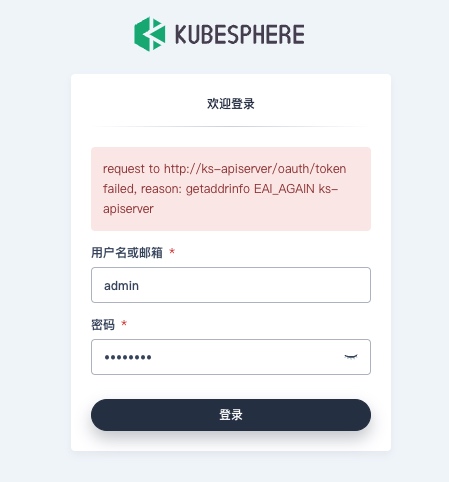 KUBESPHERE
欢迎登录
request to http://ks-apiserver/oauth/token
failed, reason: getaddrinfo EAI_AGAIN ks-
apiserver
用户名或邮箱 *
admin
密码 *
••••••••
登录